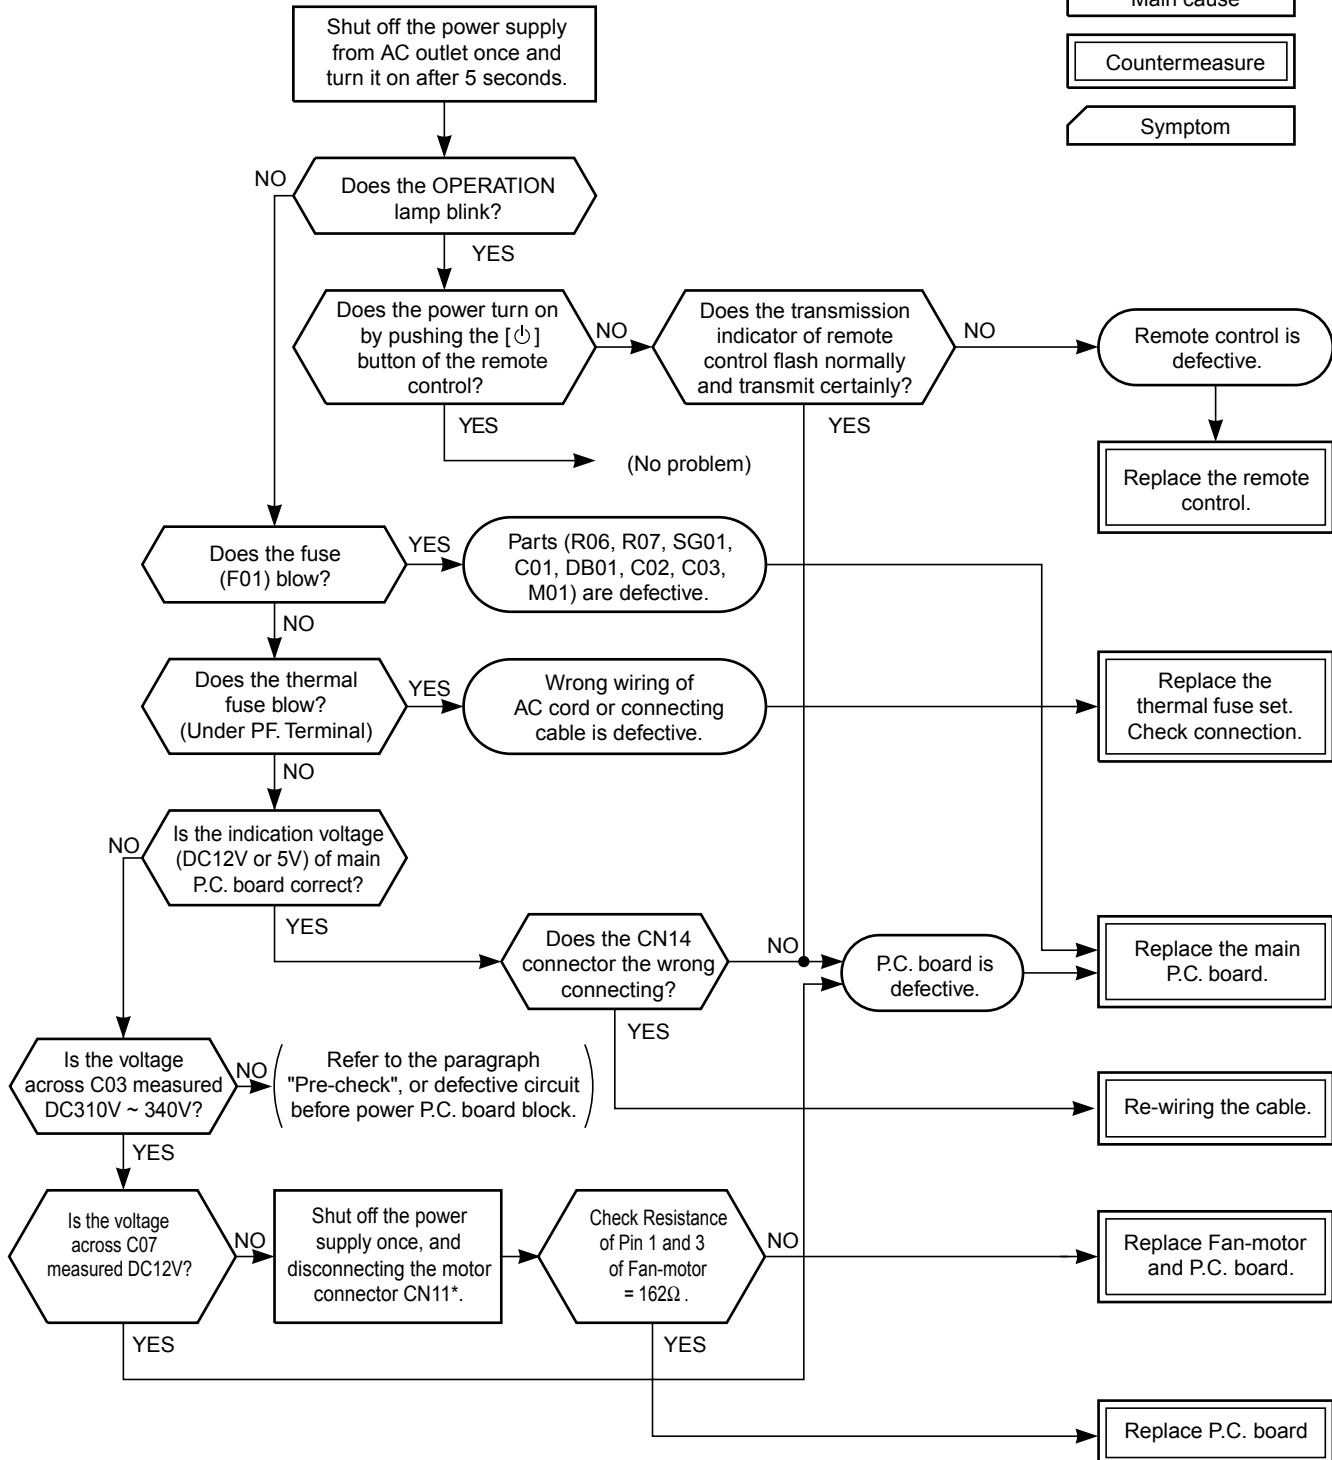 Main cause
Countermeasure
Symptom
Shut off the power supply
from AC outlet once and
turn it on after 5 seconds.
NO
Does the OPERATION
lamp blink?
YES
Does the power turn on
by pushing the [⏻]
button of the remote
control?
NO
Does the transmission
indicator of remote
control flash normally
and transmit certainly?
NO
Remote control is
defective.
YES
YES
(No problem)
Replace the remote
control.
Does the fuse
(F01) blow?
YES
Parts (R06, R07, SG01,
C01, DB01, C02, C03,
M01) are defective.
NO
Does the thermal
fuse blow?
(Under PF. Terminal)
YES
Wrong wiring of
AC cord or connecting
cable is defective.
Replace the
thermal fuse set.
Check connection.
NO
NO
Is the indication voltage
(DC12V or 5V) of main
P.C. board correct?
YES
Does the CN14
connector the wrong
connecting?
NO
P.C. board is
defective.
Replace the main
P.C. board.
YES
Is the voltage
across C03 measured
DC310V ~ 340V?
NO
Refer to the paragraph
"Pre-check", or defective circuit
before power P.C. board block.
Re-wiring the cable.
YES
Is the voltage
across C07
measured DC12V?
NO
Shut off the power
supply once, and
disconnecting the motor
connector CN11*.
Check Resistance
of Pin 1 and 3
of Fan-motor
= 162Ω .
NO
Replace Fan-motor
and P.C. board.
YES
YES
Replace P.C. board